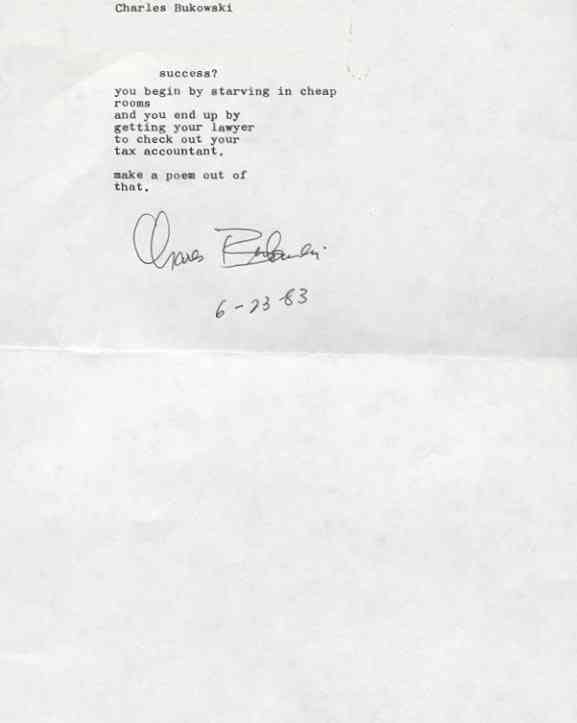 Charles Bukowski
success?
you begin by starving in cheap
rooms
and you end up by
getting your lawyer
to check out your
tax accountant.
make a poem out of
that.
Charles Bukowski
6-23 83